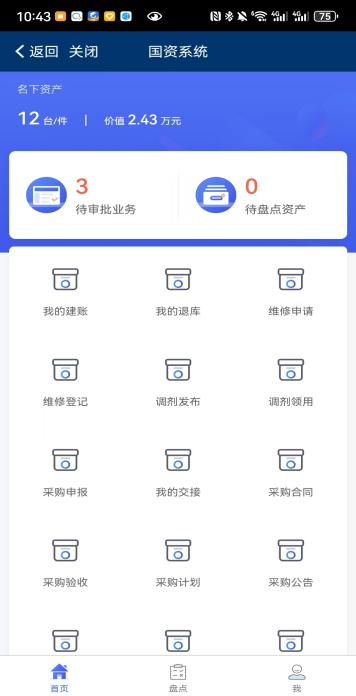 10:43 75
返回 关闭 国资系统
名下资产
12 台/件 | 价值 2.43 万元
3 0
待审批业务 待盘点资产
我的建账 我的退库 维修申请
维修登记 调剂发布 调剂领用
采购申报 我的交接 采购合同
采购验收 采购计划 采购公告
首页 盘点 我